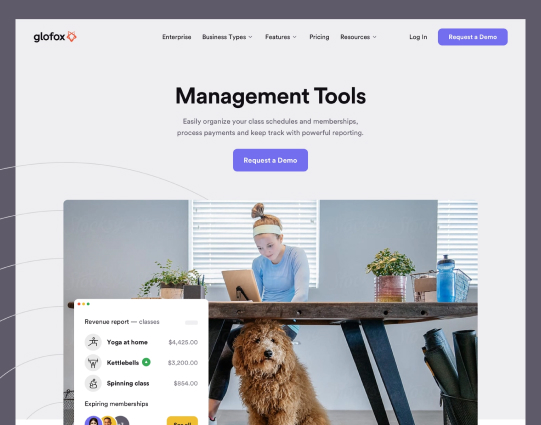 glofox
Enterprise
Business Types
Features
Pricing
Resources
Log In
Request a Demo
Management Tools
Easily organize your class schedules and memberships,
process payments and keep track with powerful reporting.
Request a Demo
Revenue report — classes
Yoga at home $4,425.00
Kettlebells $3,200.00
Spinning class $854.00
Expiring memberships
See all